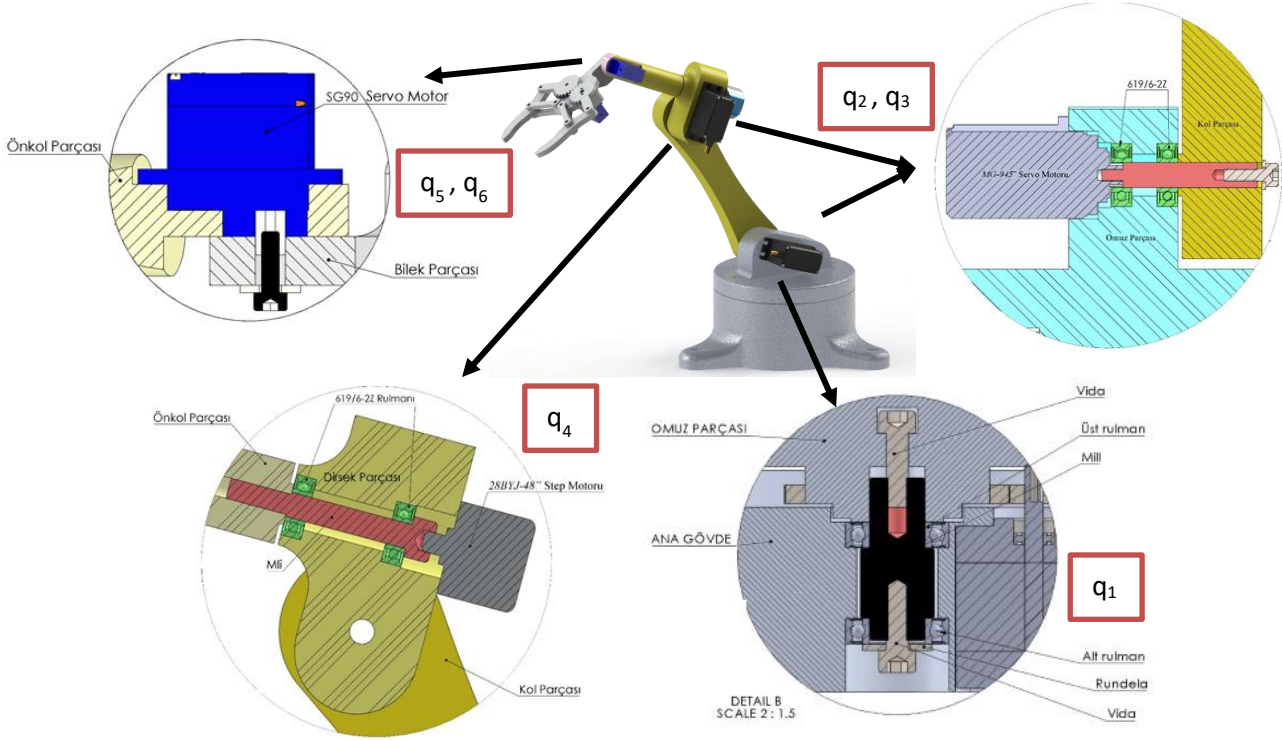 SG90 Servo Motor
Önkol Parçası
Bilek Parçası
q5 , q6
q2 , q3
619/6-2Z
Kol Parçası
MG-945" Servo Motoru
Omuz Parçası
619/6-2Z Rulmanı
Önkol Parçası
Dirsek Parçası
28BYJ-48" Step Motoru
Mli
Kol Parçası
q4
Vida
OMUZ PARÇASI
Üst rulman
Mill
ANA GÖVDE
q1
Alt rulman
Rundela
Vida
DETAIL B
SCALE 2 : 1.5